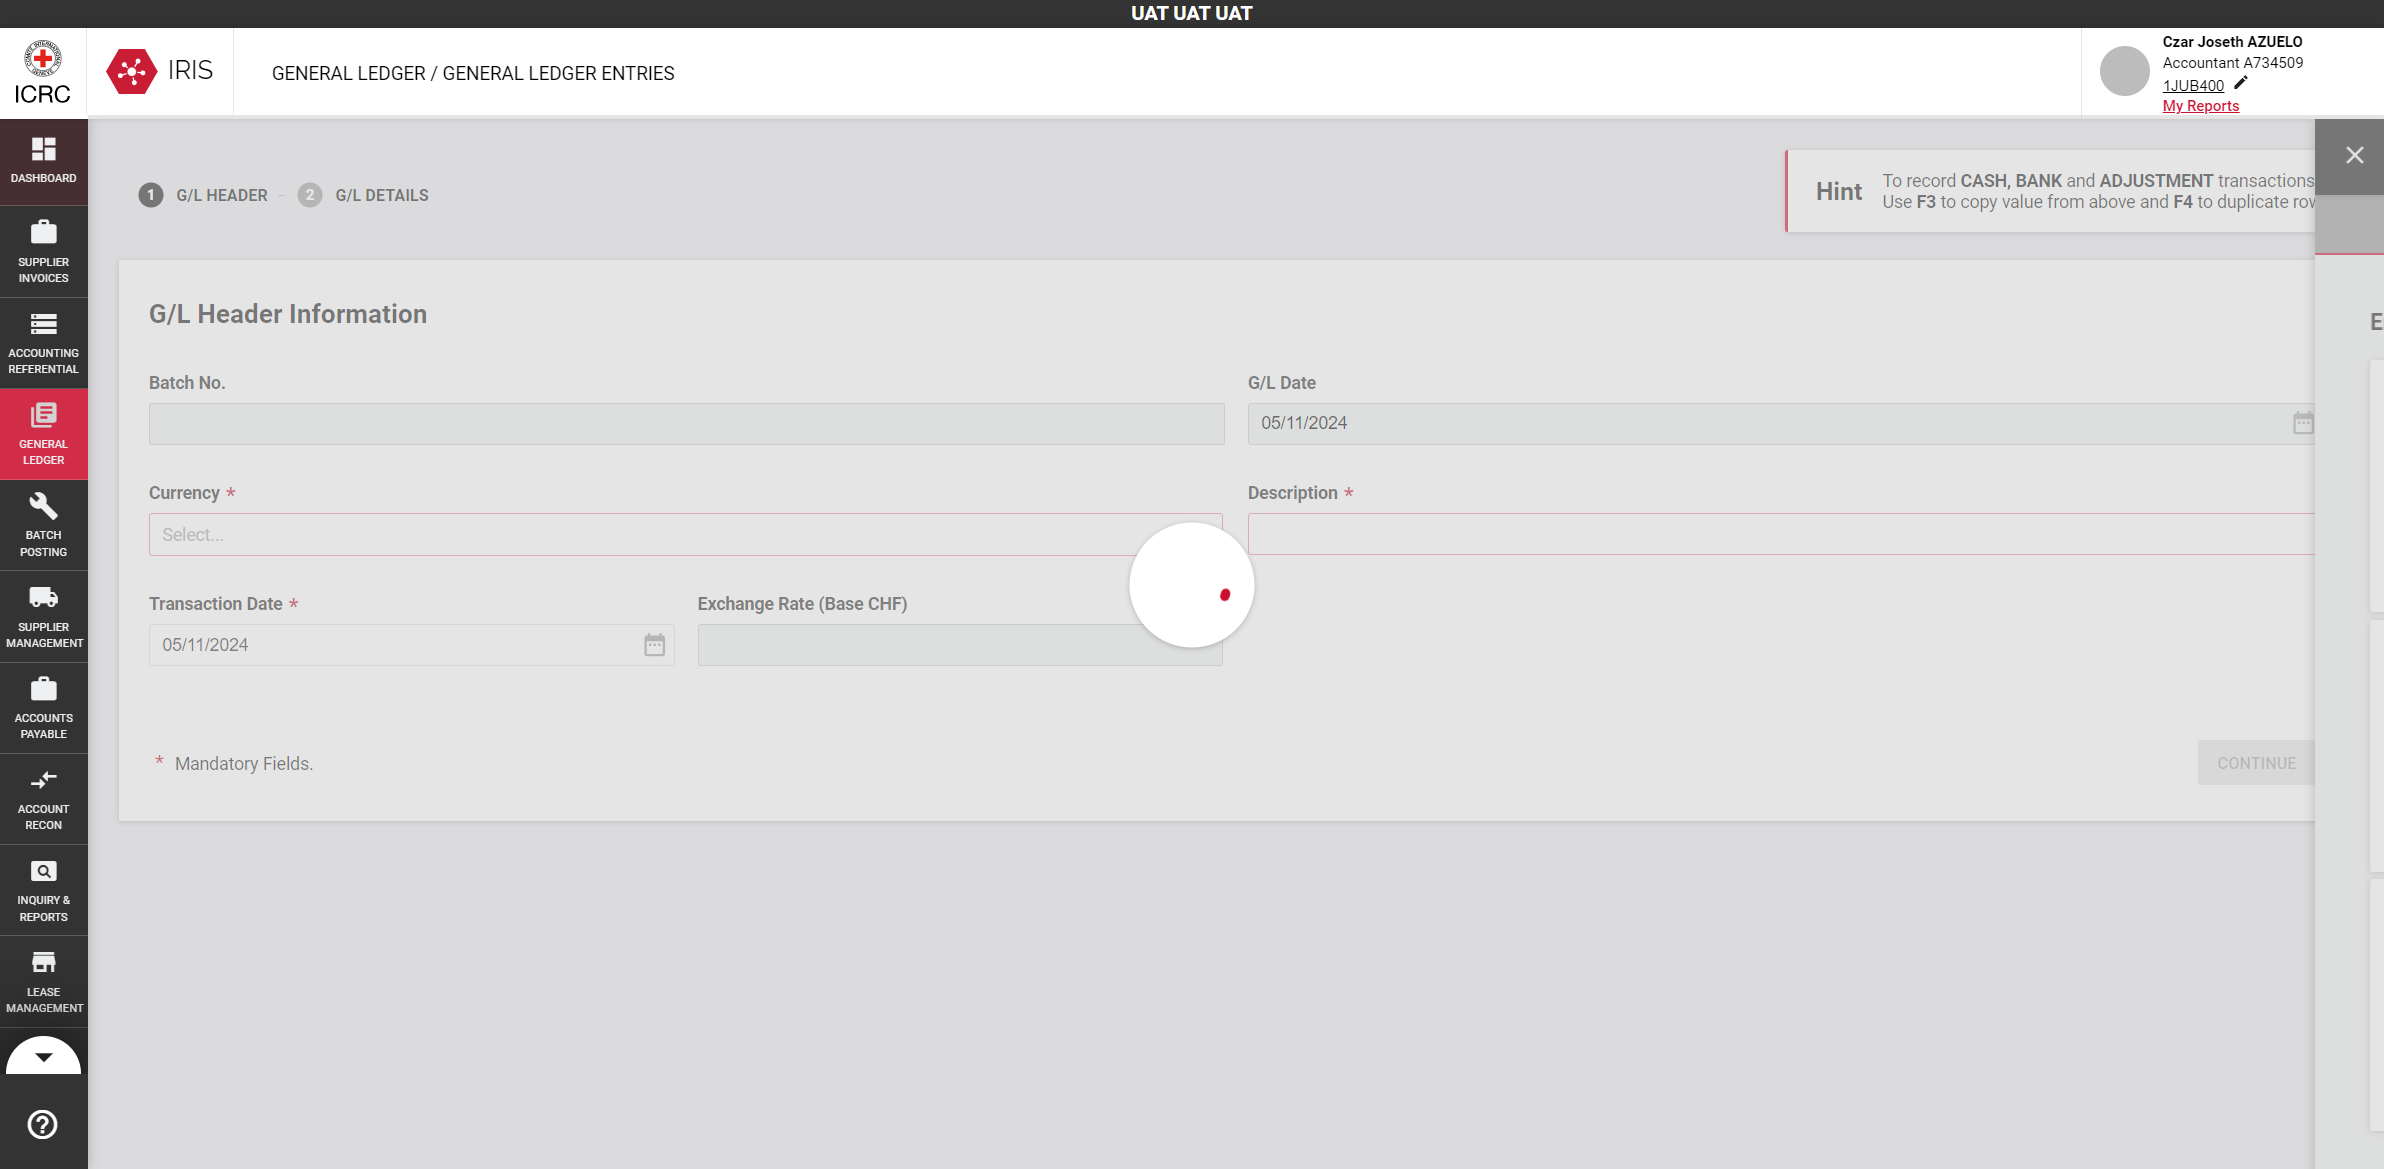 UAT UAT UAT
ICRC
IRIS
GENERAL LEDGER / GENERAL LEDGER ENTRIES
Czar Joseth AZUELO
Accountant A734509
1JUB400
My Reports
DASHBOARD
SUPPLIER
INVOICES
ACCOUNTING
REFERENTIAL
GENERAL
LEDGER
BATCH
POSTING
SUPPLIER
MANAGEMENT
ACCOUNTS
PAYABLE
ACCOUNT
RECON
INQUIRY &
REPORTS
LEASE
MANAGEMENT
1 G/L HEADER – 2 G/L DETAILS
Hint
To record CASH, BANK and ADJUSTMENT transactions
Use F3 to copy value from above and F4 to duplicate
G/L Header Information
Batch No.
G/L Date
05/11/2024
Currency *
Select...
Description *
Transaction Date *
05/11/2024
Exchange Rate (Base CHF)
* Mandatory Fields.
CONTINUE